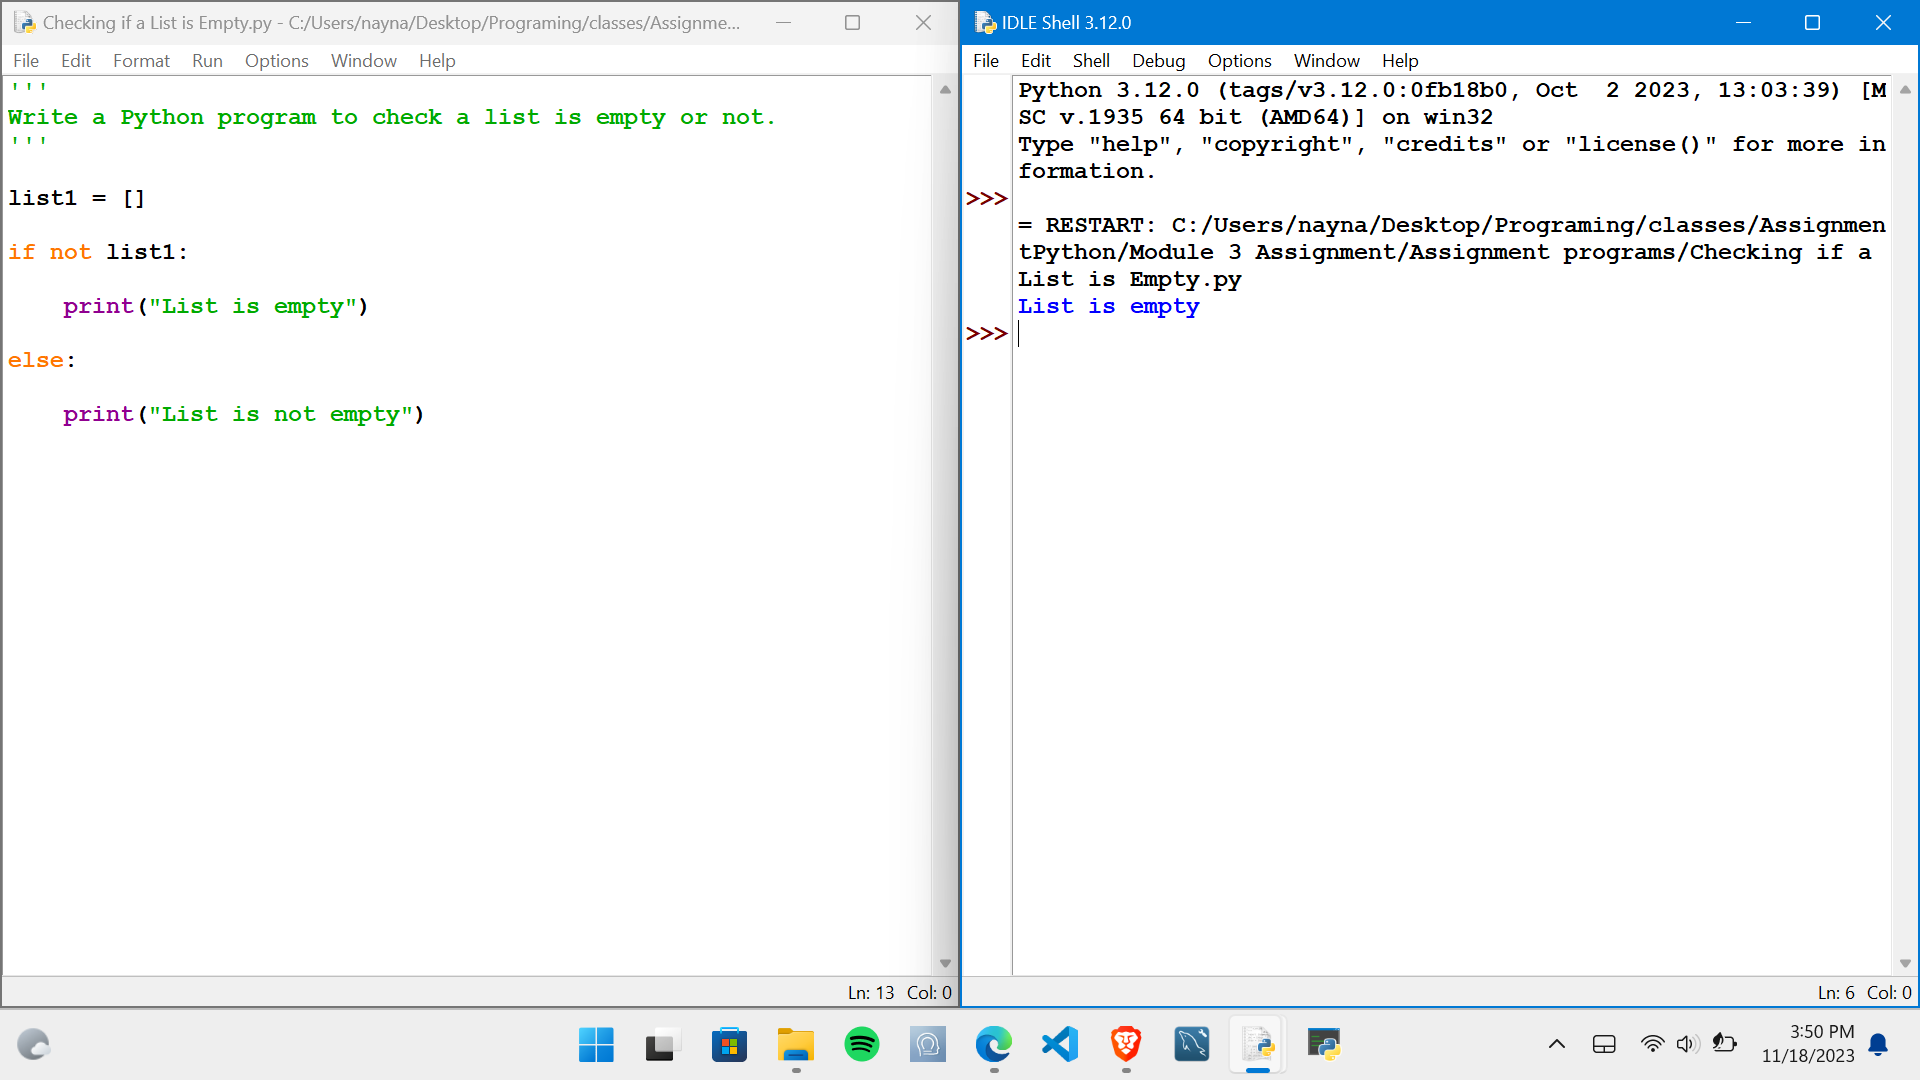 Checking if a List is Empty.py - C:/Users/nayna/Desktop/Programing/classes/Assignme...
File Edit Format Run Options Window Help
'''
Write a Python program to check a list is empty or not.
'''
list1 = []
if not list1:
    print("List is empty")
else:
    print("List is not empty")
Ln: 13 Col: 0
IDLE Shell 3.12.0
File Edit Shell Debug Options Window Help
Python 3.12.0 (tags/v3.12.0:0fb18b0, Oct  2 2023, 13:03:39) [M
SC v.1935 64 bit (AMD64)] on win32
Type "help", "copyright", "credits" or "license()" for more in
formation.
>>>
= RESTART: C:/Users/nayna/Desktop/Programing/classes/Assignmen
tPython/Module 3 Assignment/Assignment programs/Checking if a
List is Empty.py
List is empty
>>>
Ln: 6 Col: 0
3:50 PM
11/18/2023